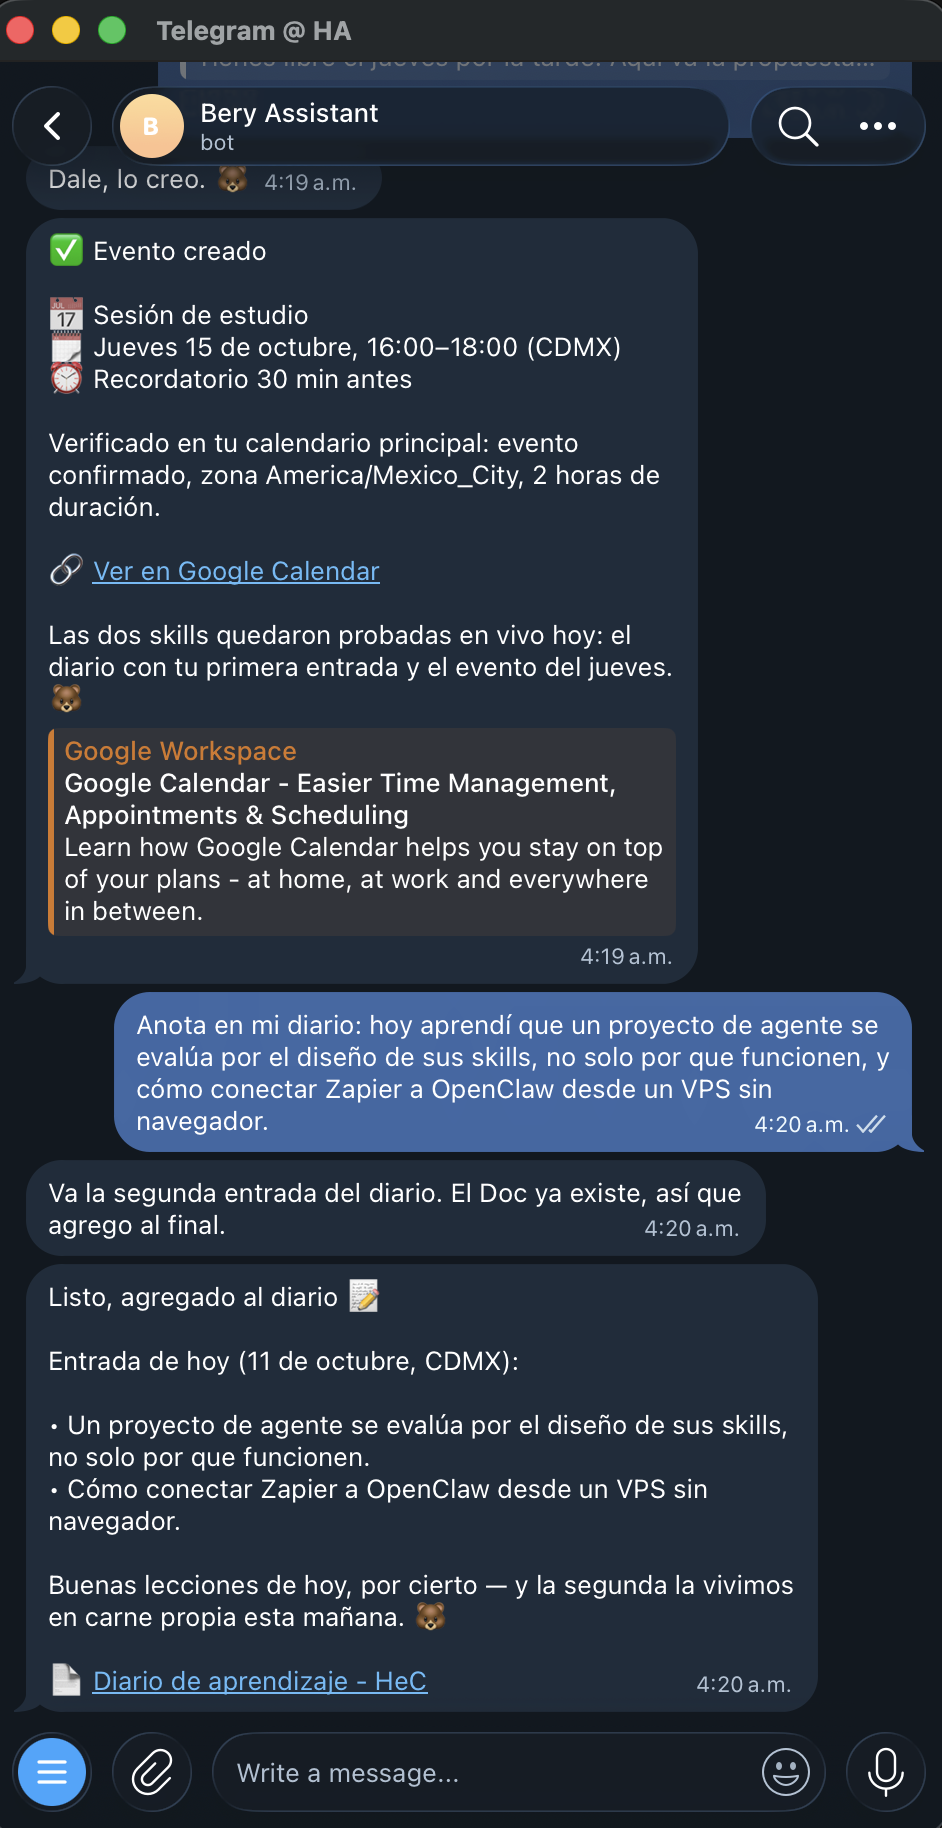 Telegram @ HA
Bery Assistant
bot
B
Dale, lo creo. 🐻 4:19 a.m.
✅ Evento creado
📅 Sesión de estudio
🗓 Jueves 15 de octubre, 16:00–18:00 (CDMX)
⏰ Recordatorio 30 min antes
Verificado en tu calendario principal: evento
confirmado, zona America/Mexico_City, 2 horas de
duración.
🔗 Ver en Google Calendar
Las dos skills quedaron probadas en vivo hoy: el
diario con tu primera entrada y el evento del jueves.
🐻
Google Workspace
Google Calendar - Easier Time Management,
Appointments & Scheduling
Learn how Google Calendar helps you stay on top
of your plans - at home, at work and everywhere
in between.
4:19 a.m.
Anota en mi diario: hoy aprendí que un proyecto de agente se
evalúa por el diseño de sus skills, no solo por que funcionen, y
cómo conectar Zapier a OpenClaw desde un VPS sin
navegador. 4:20 a.m.
Va la segunda entrada del diario. El Doc ya existe, así que
agrego al final. 4:20 a.m.
Listo, agregado al diario 📝
Entrada de hoy (11 de octubre, CDMX):
• Un proyecto de agente se evalúa por el diseño de sus skills,
no solo por que funcionen.
• Cómo conectar Zapier a OpenClaw desde un VPS sin
navegador.
Buenas lecciones de hoy, por cierto — y la segunda la vivimos
en carne propia esta mañana. 🐻
📄 Diario de aprendizaje - HeC 4:20 a.m.
Write a message...